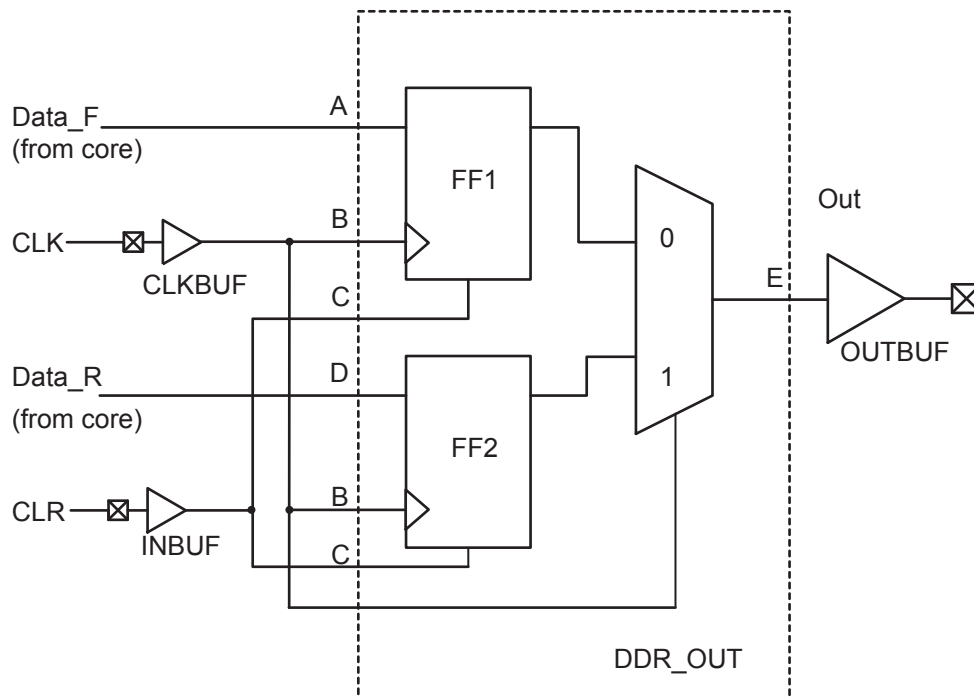 A
Data_F
(from core)
FF1
Out
B
0
CLK
CLKBUF
E
C
OUTBUF
Data_R
D
1
(from core)
FF2
B
CLR
INBUF
C
DDR_OUT